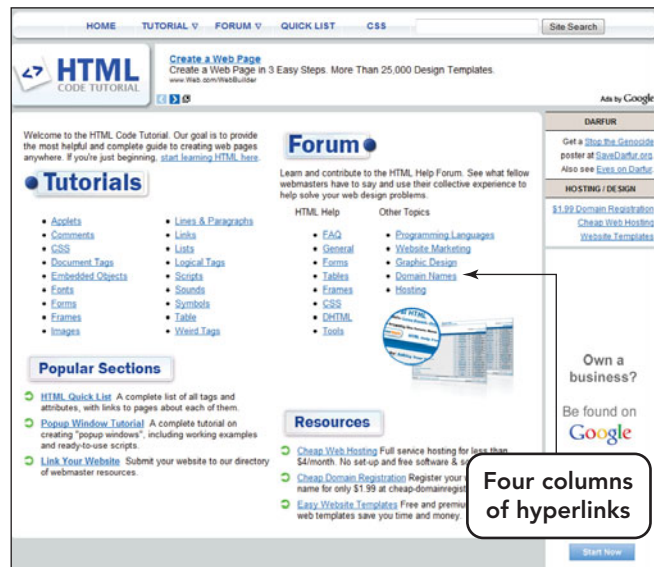 HOME TUTORIAL ▽ FORUM ▽ QUICK LIST CSS Site Search
<?> HTML
CODE TUTORIAL
Create a Web Page
Create a Web Page in 3 Easy Steps. More Than 25,000 Design Templates.
www.Web.com/WebBuilder
Ads by Google
Welcome to the HTML Code Tutorial. Our goal is to provide
the most helpful and complete guide to creating web pages
anywhere. If you're just beginning, start learning HTML here.
Tutorials
• Applets
• Comments
• CSS
• Document Tags
• Embedded Objects
• Fonts
• Forms
• Frames
• Images
• Lines & Paragraphs
• Links
• Lists
• Logical Tags
• Scripts
• Sounds
• Symbols
• Table
• Weird Tags
Popular Sections
HTML Quick List A complete list of all tags and
attributes, with links to pages about each of them.
Popup Window Tutorial A complete tutorial on
creating "popup windows", including working examples
and ready-to-use scripts.
Link Your Website Submit your website to our directory
of webmaster resources.
Forum
Learn and contribute to the HTML Help Forum. See what fellow
webmasters have to say and use their collective experience to
help solve your web design problems.
HTML Help
• FAQ
• General
• Forms
• Tables
• Frames
• CSS
• DHTML
• Tools
Other Topics
• Programming Languages
• Website Marketing
• Graphic Design
• Domain Names
• Hosting
Resources
Cheap Web Hosting Full service hosting for
$4/month. No set-up and free software & s
Cheap Domain Registration Register your
name for only $1.99 at cheap-domainregist
Easy Website Templates Free and premiu
web templates save you time and money.
DARFUR
Get a Stop the Genocide
poster at SaveDarfur.org.
Also see Eyes on Darfur.
HOSTING / DESIGN
$1.99 Domain Registration
Cheap Web Hosting
Website Templates
Own a
business?
Be found on
Google
Four columns
of hyperlinks
Start Now